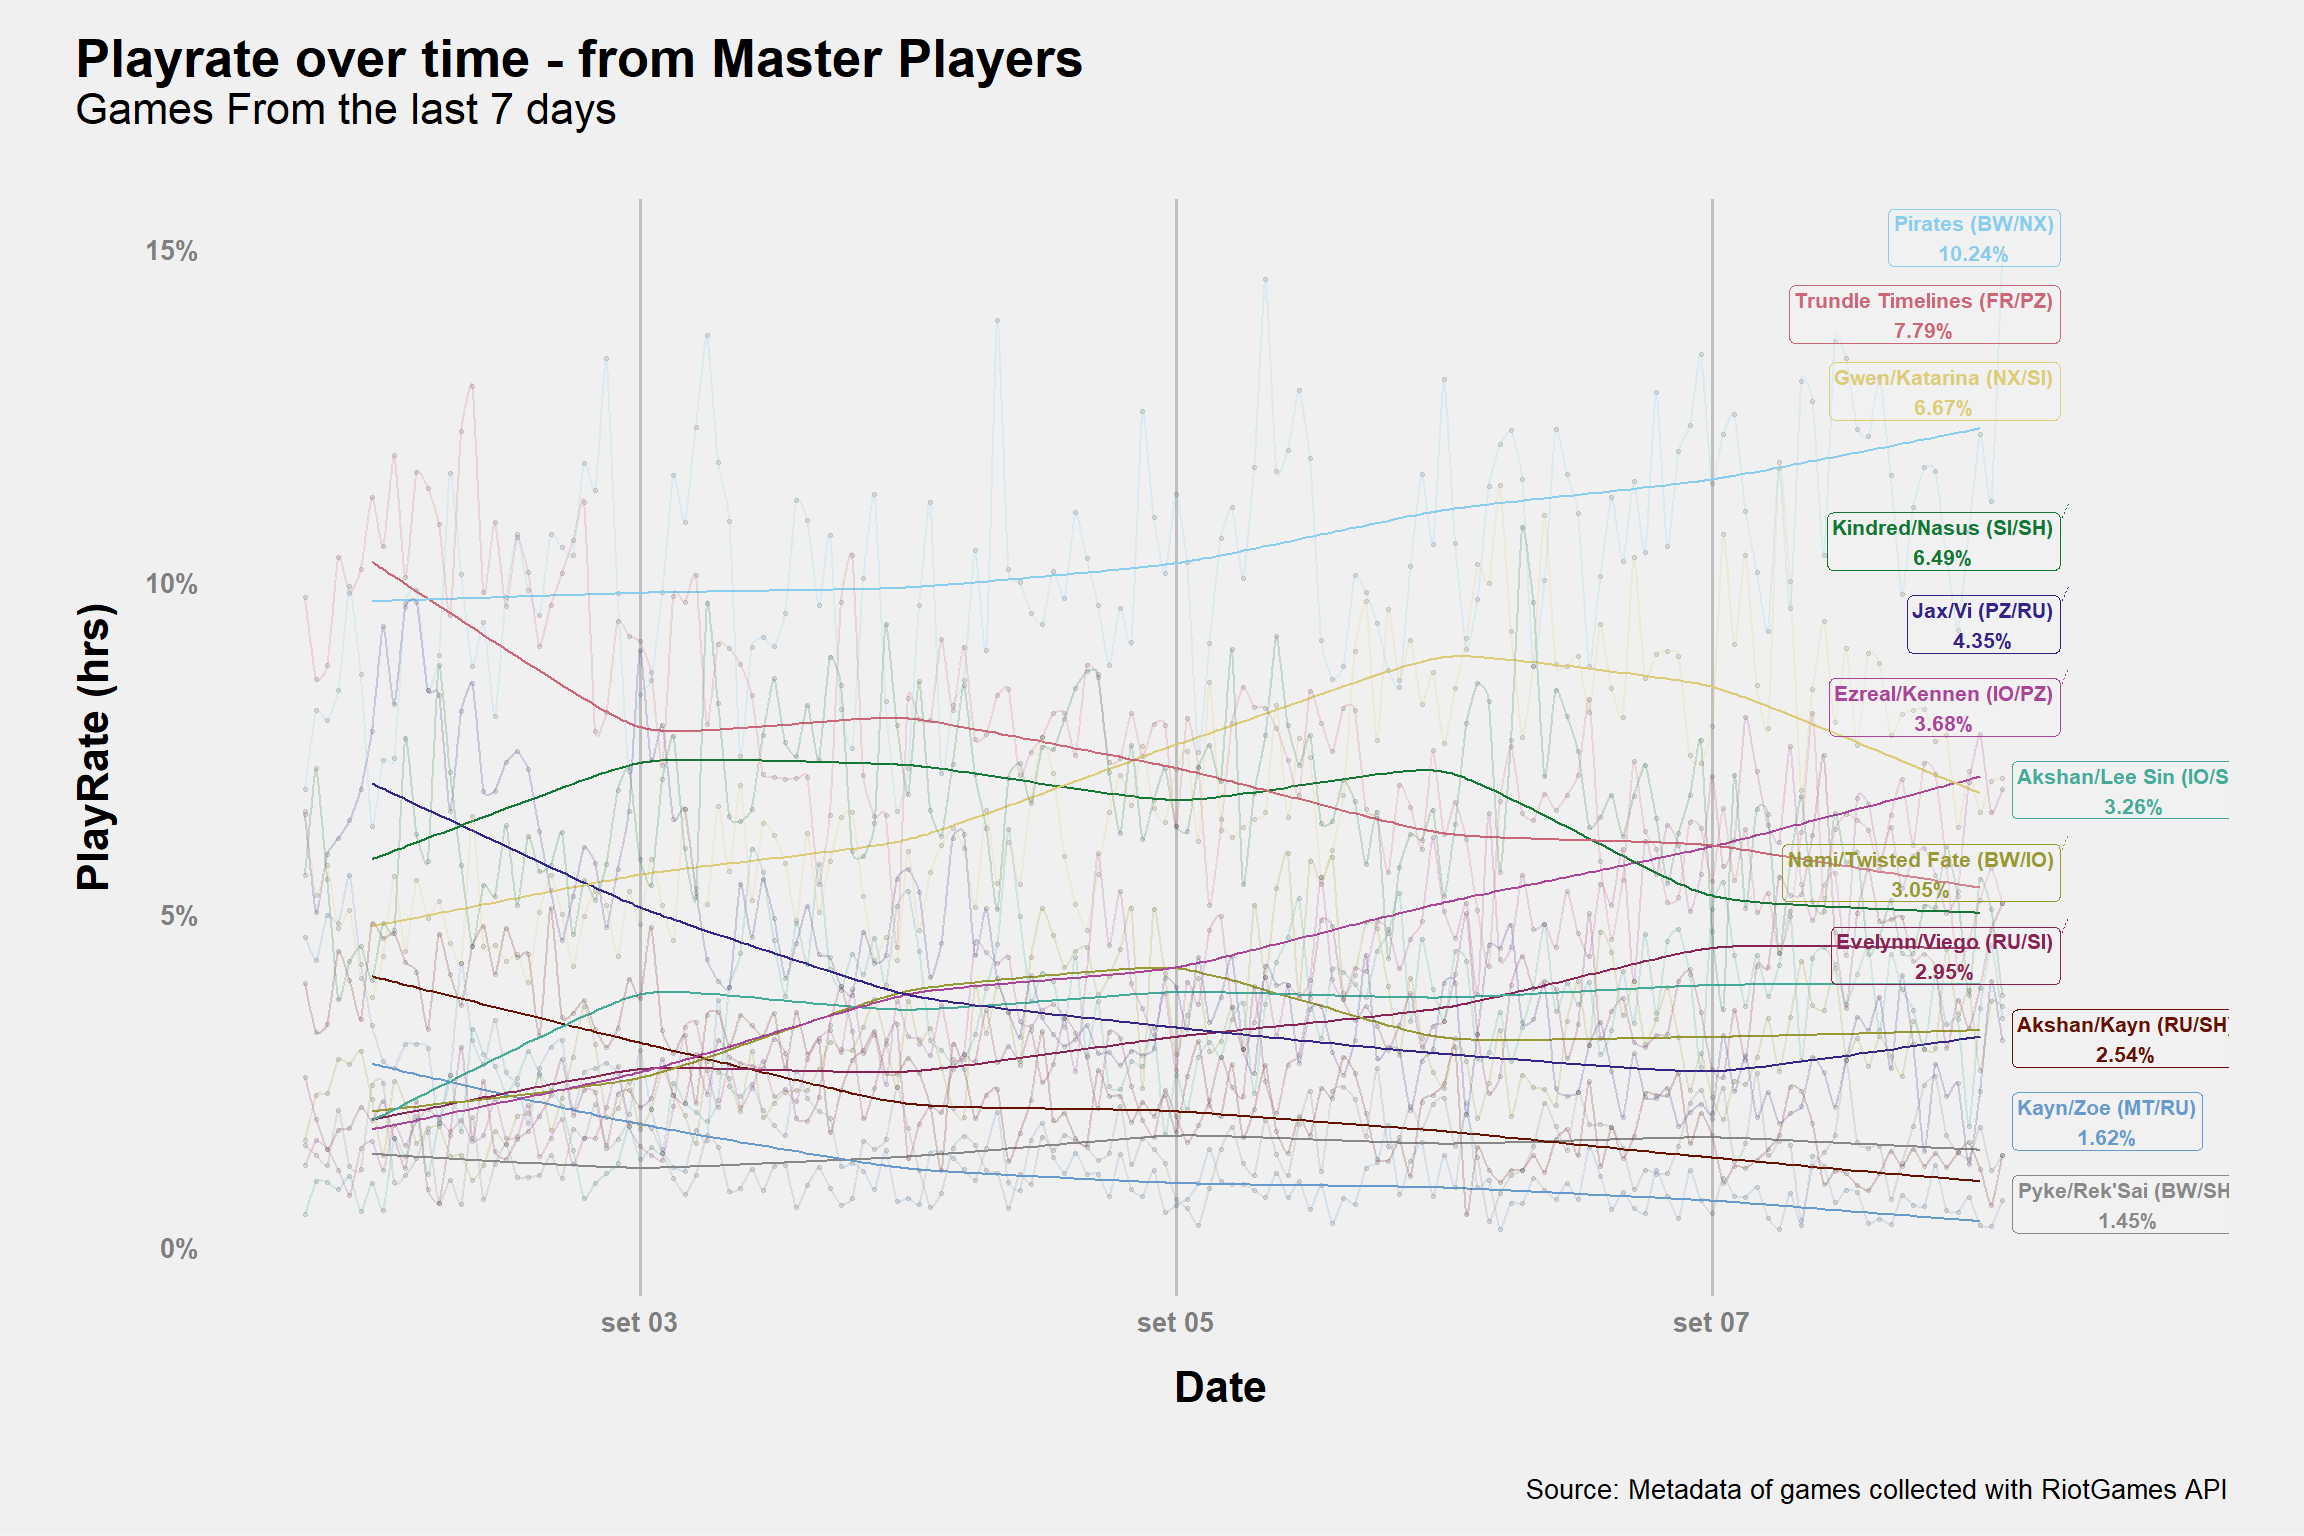 Playrate over time - from Master Players
Games From the last 7 days
PlayRate (hrs)
15%
10%
5%
0%
Pirates (BW/NX)
10.24%
Trundle Timelines (FR/PZ)
7.79%
Gwen/Katarina (NX/SI)
6.67%
Kindred/Nasus (SI/SH)
6.49%
Jax/Vi (PZ/RU)
4.35%
Ezreal/Kennen (IO/PZ)
3.68%
Akshan/Lee Sin (IO/S
3.26%
Nami/Twisted Fate (BW/IO)
3.05%
Evelynn/Viego (RU/SI)
2.95%
Akshan/Kayn (RU/SH)
2.54%
Kayn/Zoe (MT/RU)
1.62%
Pyke/Rek'Sai (BW/SH
1.45%
set 03
set 05
set 07
Date
Source: Metadata of games collected with RiotGames API